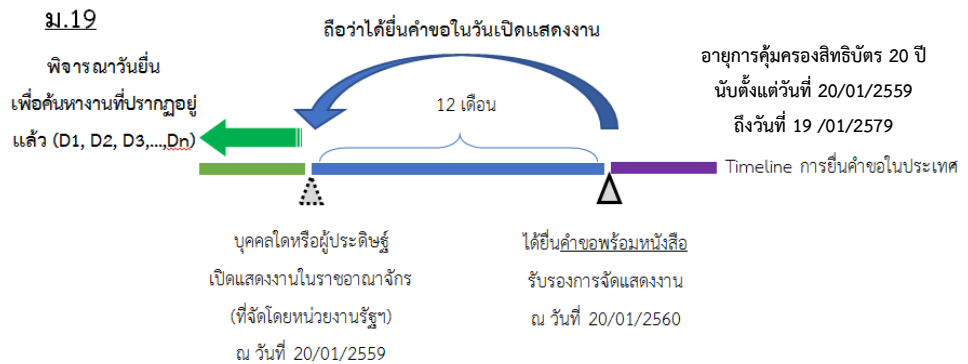 ม.19
ถือว่าได้ยื่นคำขอในวันเปิดแสดงงาน
พิจารณาวันยื่น
เพื่อค้นหางานที่ปรากฏอยู่
แล้ว (D1, D2, D3,...,Dn)
12 เดือน
อายุการคุ้มครองสิทธิบัตร 20 ปี
นับตั้งแต่วันที่ 20/01/2559
ถึงวันที่ 19 /01/2579
Timeline การยื่นคำขอในประเทศ
บุคคลใดหรือผู้ประดิษฐ์
เปิดแสดงงานในราชอาณาจักร
(ที่จัดโดยหน่วยงานรัฐฯ)
ณ วันที่ 20/01/2559
ได้ยื่นคำขอพร้อมหนังสือ
รับรองการจัดแสดงงาน
ณ วันที่ 20/01/2560